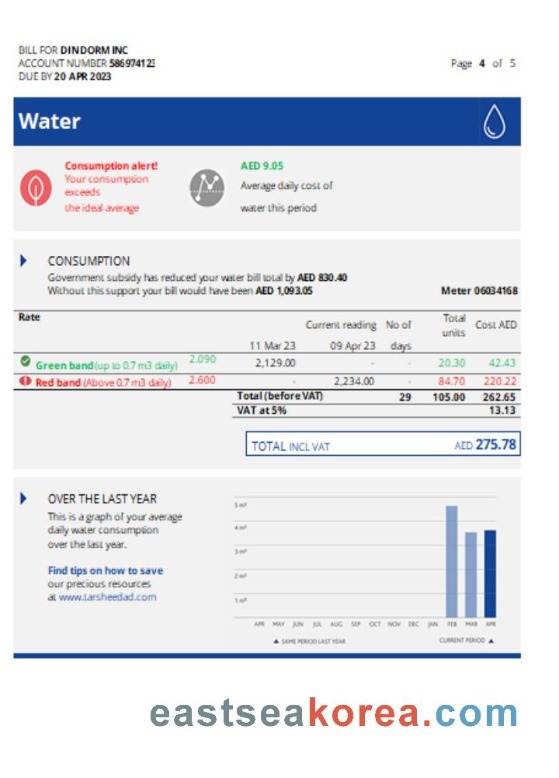 BILL FOR DINDORM INC
ACCOUNT NUMBER 586974123
DUE BY 20 APR 2023
Page 4 of 5
Water
Consumption alert!
Your consumption
exceeds
the ideal average
AED 9.05
Average daily cost of
water this period
CONSUMPTION
Government subsidy has reduced your water bill total by AED 830.40
Without this support your bill would have been AED 1,093.05
Meter 06034168
Rate
Current reading No of Total units Cost AED
11 Mar 23 09 Apr 23 days
Green band (up to 0.7 m3 daily) 2.090 2,129.00 - - 20.30 42.43
Red band (Above 0.7 m3 daily) 2.600 - 2,234.00 - 84.70 220.22
Total (before VAT) 29 105.00 262.65
VAT at 5% 13.13
TOTAL INCL VAT AED 275.78
OVER THE LAST YEAR
This is a graph of your average
daily water consumption
over the last year.
Find tips on how to save
our precious resources
at www.tarsheedad.com
5 m³
4 m³
3 m³
2 m³
1 m³
APR MAY JUN JUL AUG SEP OCT NOV DEC JAN FEB MAR APR
▲ SAME PERIOD LAST YEAR CURRENT PERIOD ▲
eastseakorea.com